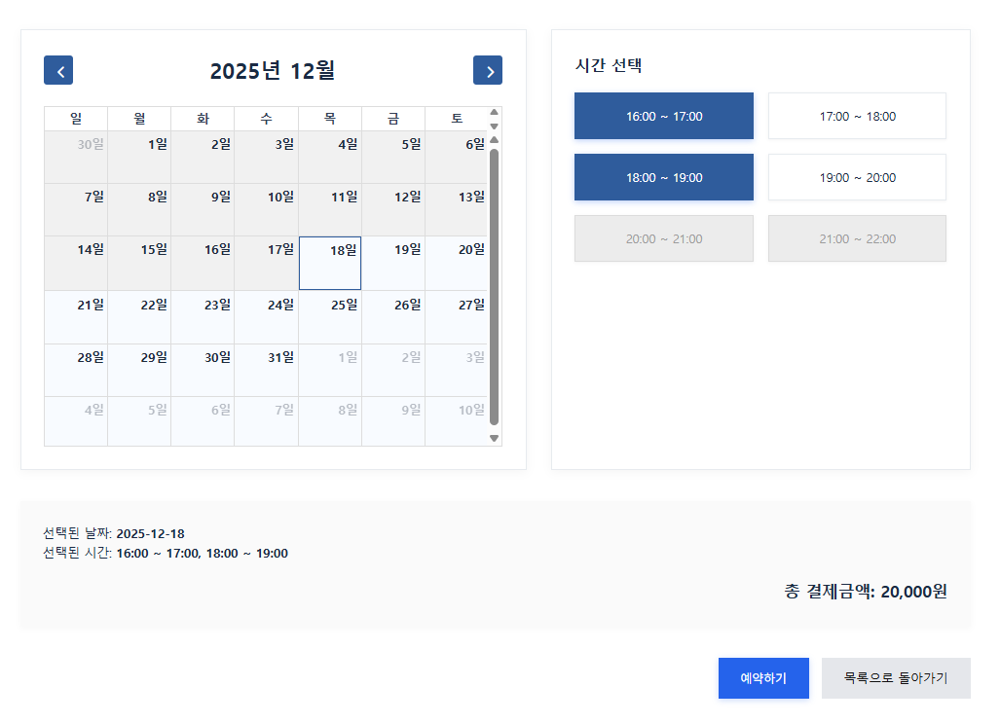 2025년 12월
일 월 화 수 목 금 토
30일 1일 2일 3일 4일 5일 6일
7일 8일 9일 10일 11일 12일 13일
14일 15일 16일 17일 18일 19일 20일
21일 22일 23일 24일 25일 26일 27일
28일 29일 30일 31일 1일 2일 3일
4일 5일 6일 7일 8일 9일 10일
시간 선택
16:00 ~ 17:00 17:00 ~ 18:00
18:00 ~ 19:00 19:00 ~ 20:00
20:00 ~ 21:00 21:00 ~ 22:00
선택된 날짜: 2025-12-18
선택된 시간: 16:00 ~ 17:00, 18:00 ~ 19:00
총 결제금액: 20,000원
예약하기 목록으로 돌아가기